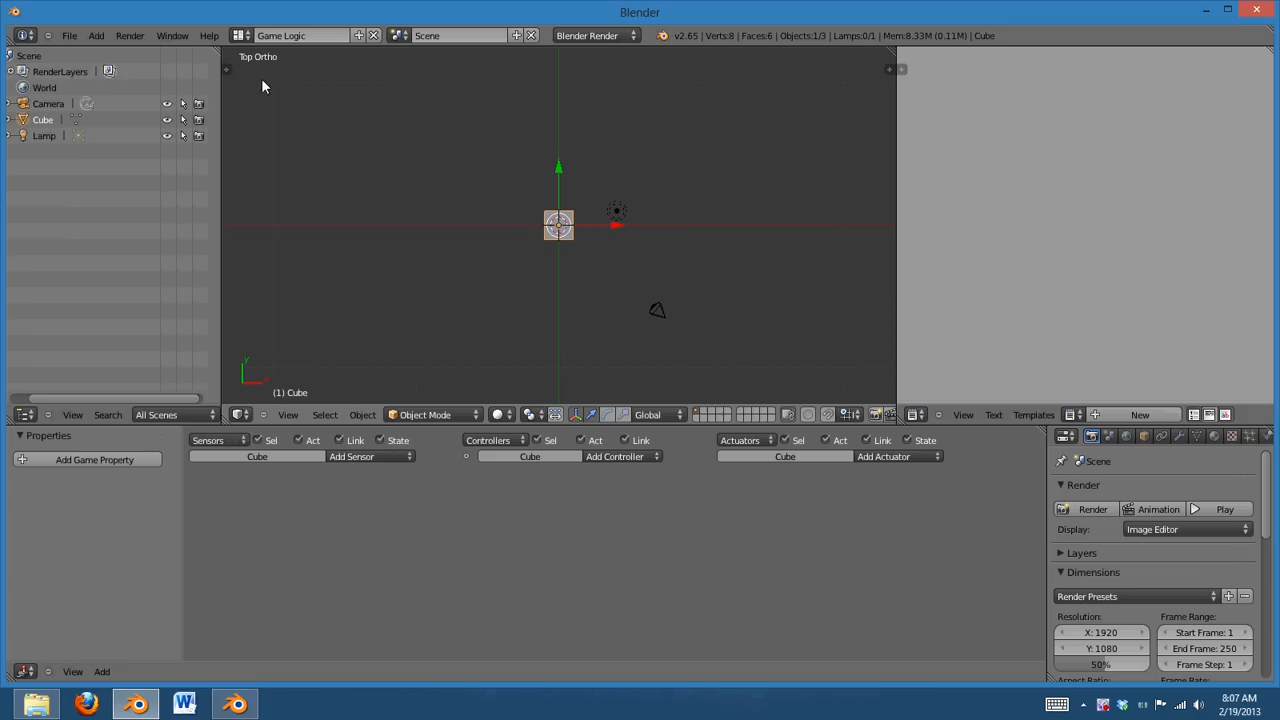 Blender
File Add Render Window Help Game Logic Scene Blender Render v2.65 | Verts:8 | Faces:6 | Objects:1/3 | Lamps:0/1 | Mem:8.33M (0.11M) | Cube
Scene
RenderLayers |
World
Camera |
Cube |
Lamp |
View Search All Scenes
Top Ortho
y
x
(1) Cube
View Select Object Object Mode Global
View Text Templates New
Properties
Add Game Property
Sensors Sel Act Link State Controllers Sel Act Link Actuators Sel Act Link State
Cube Add Sensor Cube Add Controller Cube Add Actuator
View Add
Scene
Render
Render Animation Play
Display: Image Editor
Layers
Dimensions
Render Presets
Resolution: Frame Range:
X: 1920 Start Frame: 1
Y: 1080 End Frame: 250
50% Frame Step: 1
Aspect Ratio: Frame Rate:
8:07 AM
2/19/2013